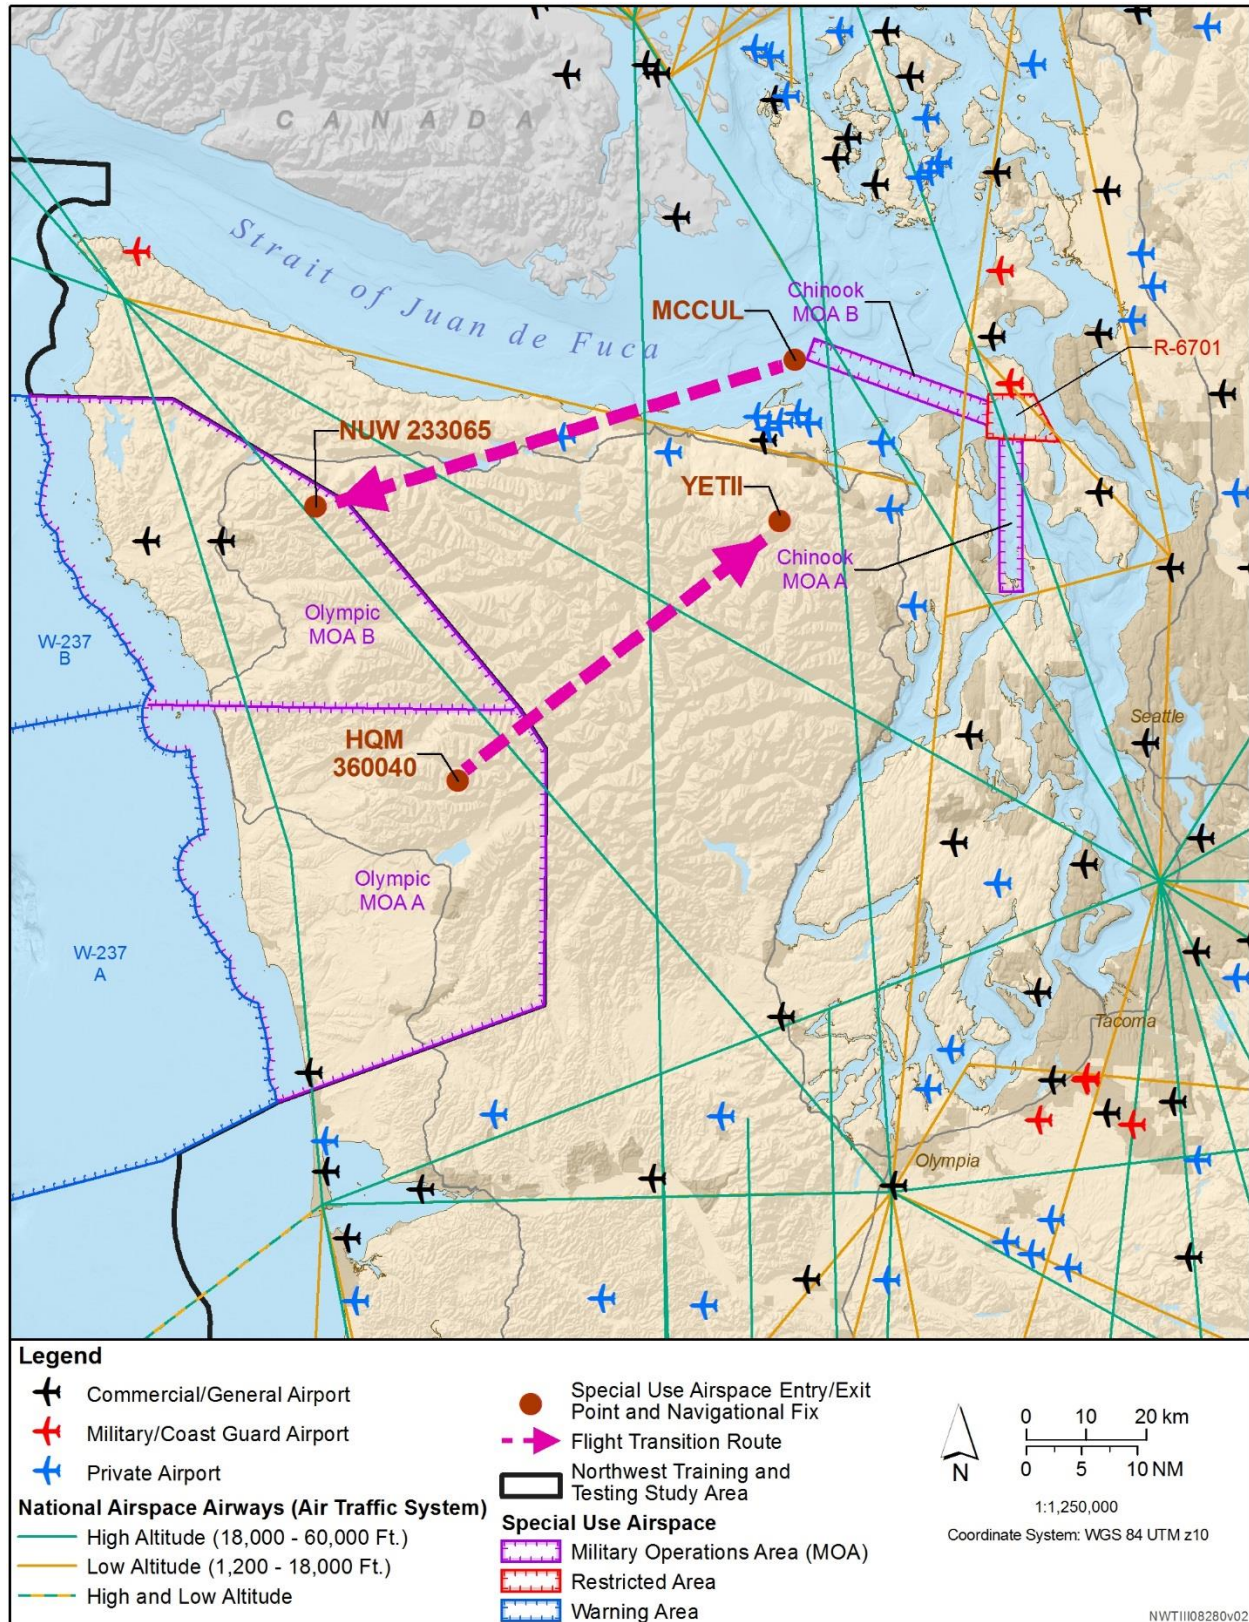 CANADA
Strait of Juan de Fuca
MCCUL
Chinook
MOA B
R-6701
NUW 233065
YETII
Chinook
MOA A
Olympic
MOA B
W-237
B
HQM
360040
Seattle
Olympic
MOA A
W-237
A
Tacoma
Olympia
Legend
Commercial/General Airport
Military/Coast Guard Airport
Private Airport
National Airspace Airways (Air Traffic System)
High Altitude (18,000 - 60,000 Ft.)
Low Altitude (1,200 - 18,000 Ft.)
High and Low Altitude
Special Use Airspace Entry/Exit
Point and Navigational Fix
Flight Transition Route
Northwest Training and
Testing Study Area
Special Use Airspace
Military Operations Area (MOA)
Restricted Area
Warning Area
N
0 10 20 km
0 5 10 NM
1:1,250,000
Coordinate System: WGS 84 UTM z10
NWTIII08280v02